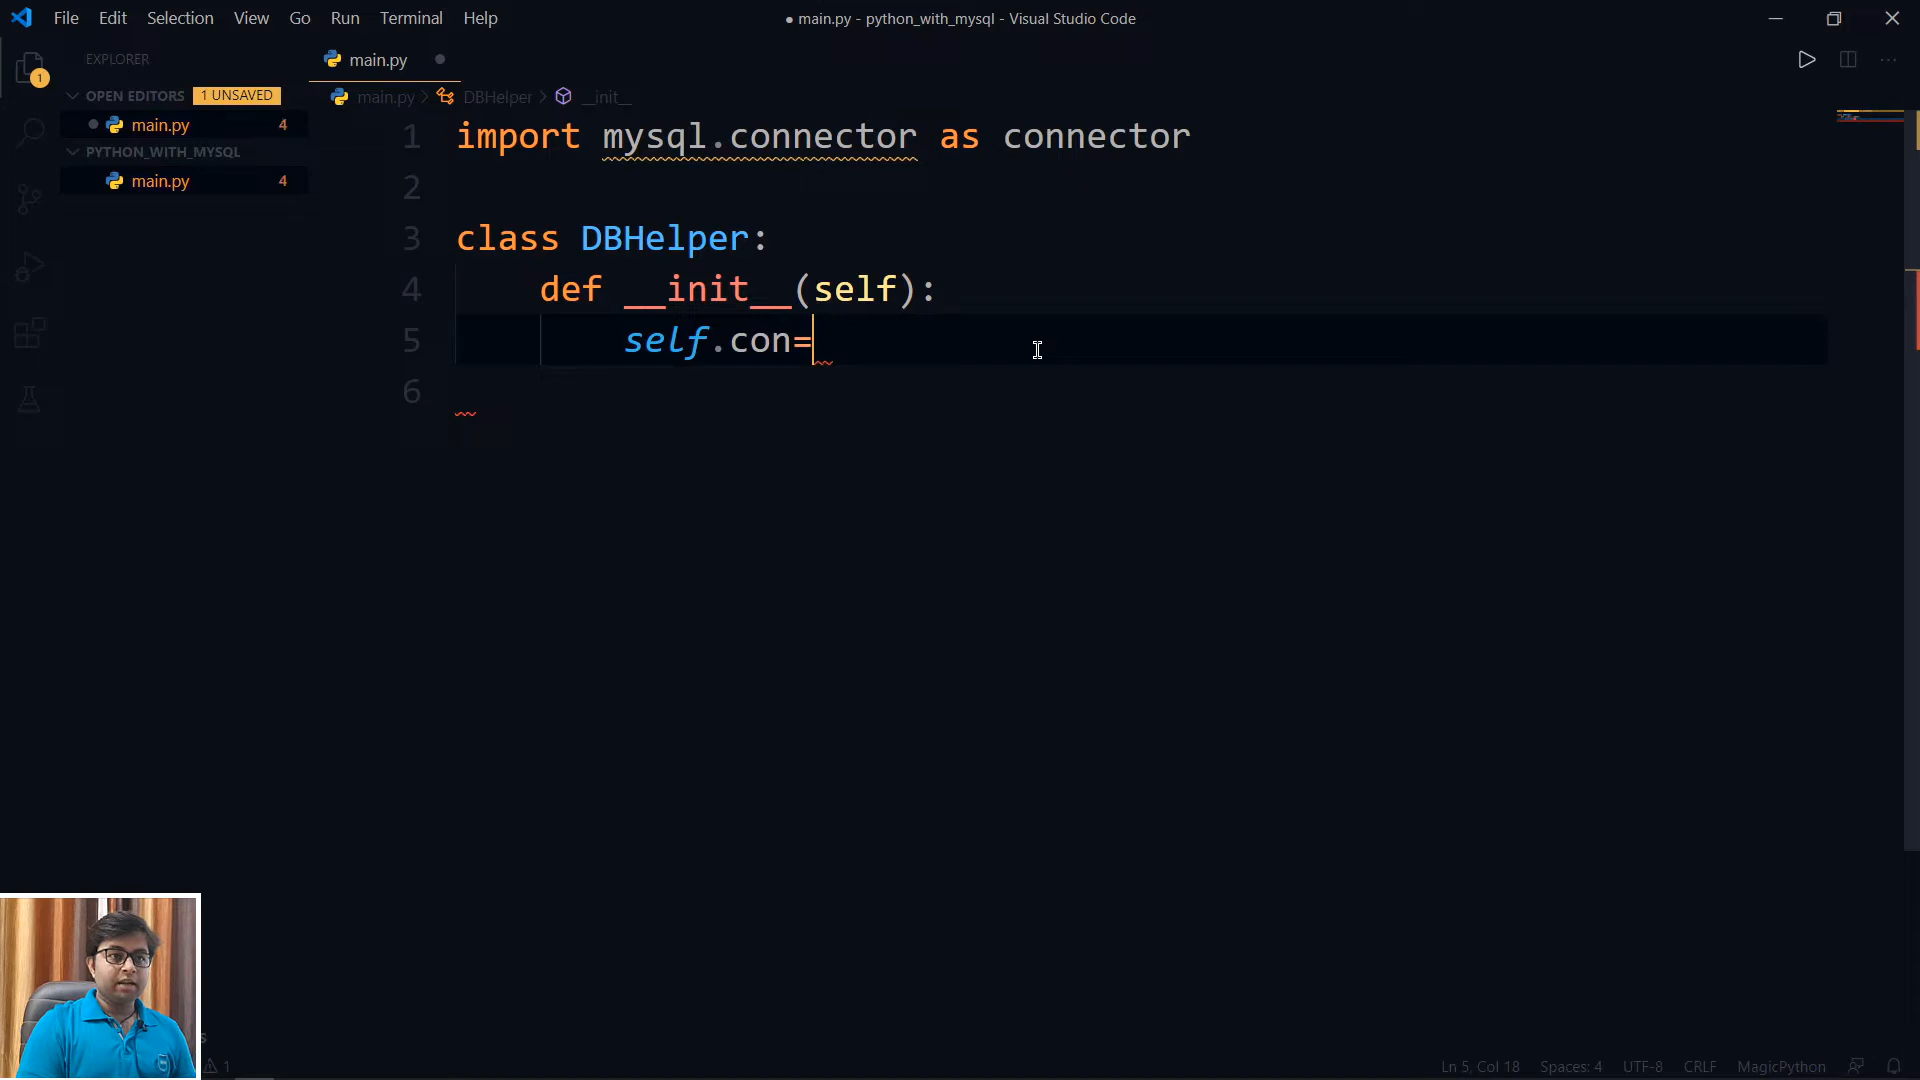 File Edit Selection View Go Run Terminal Help
● main.py - python_with_mysql - Visual Studio Code
EXPLORER
OPEN EDITORS 1 UNSAVED
main.py 4
PYTHON_WITH_MYSQL
main.py 4
1
main.py
main.py > DBHelper > __init__
1 import mysql.connector as connector
2
3 class DBHelper:
4 def __init__(self):
5 self.con=
6
1
Ln 5, Col 18 Spaces: 4 UTF-8 CRLF MagicPython